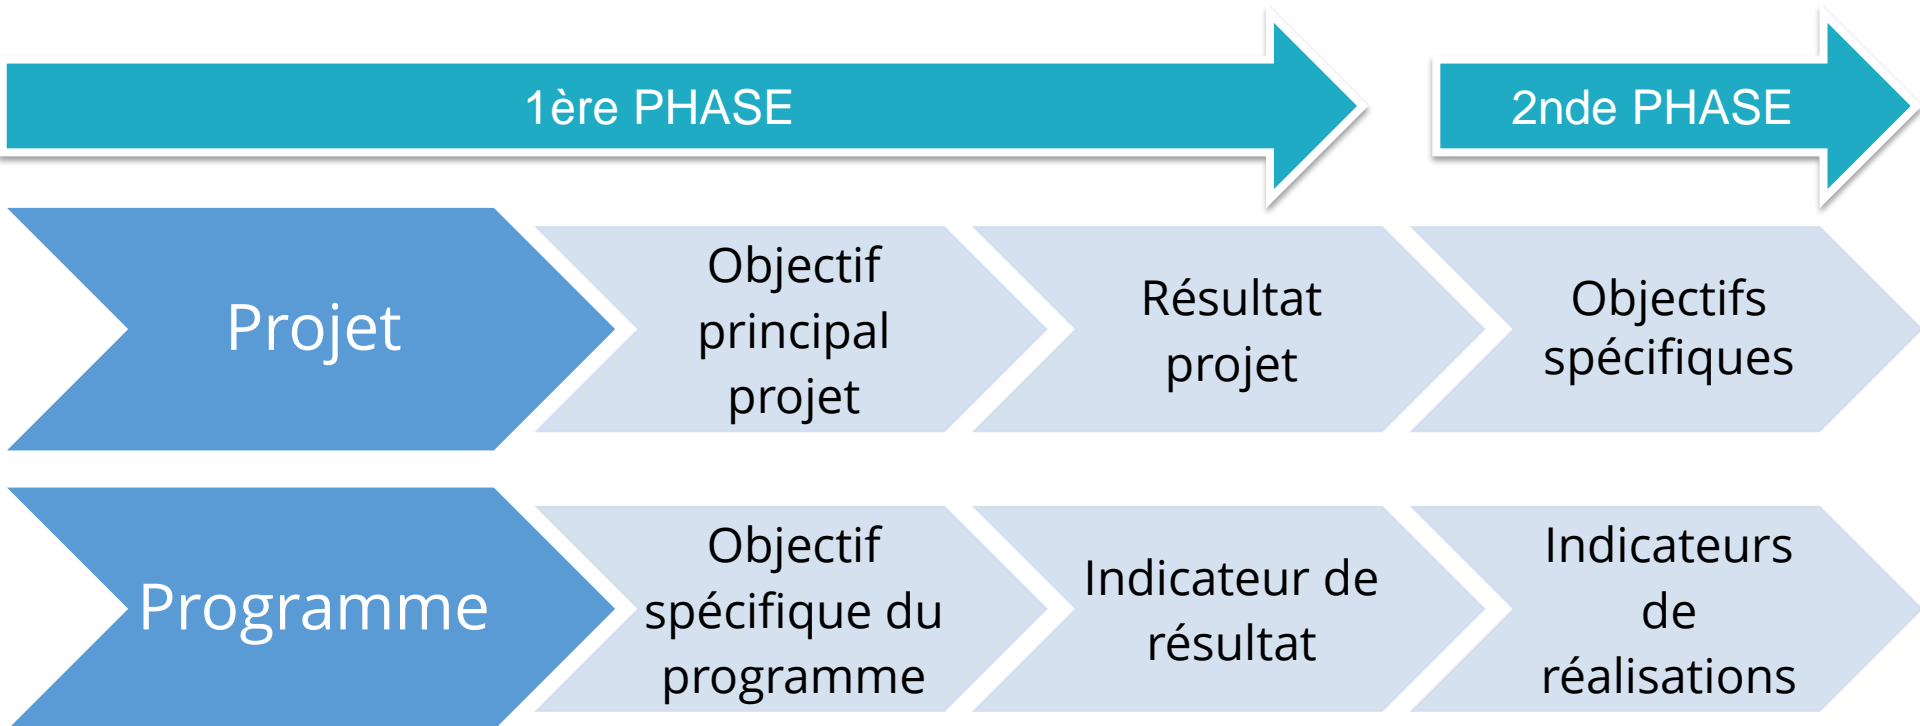 1ère PHASE
2nde PHASE
Projet
Objectif
principal
projet
Résultat
projet
Objectifs
spécifiques
Programme
Objectif
spécifique du
programme
Indicateur de
résultat
Indicateurs
de
réalisations